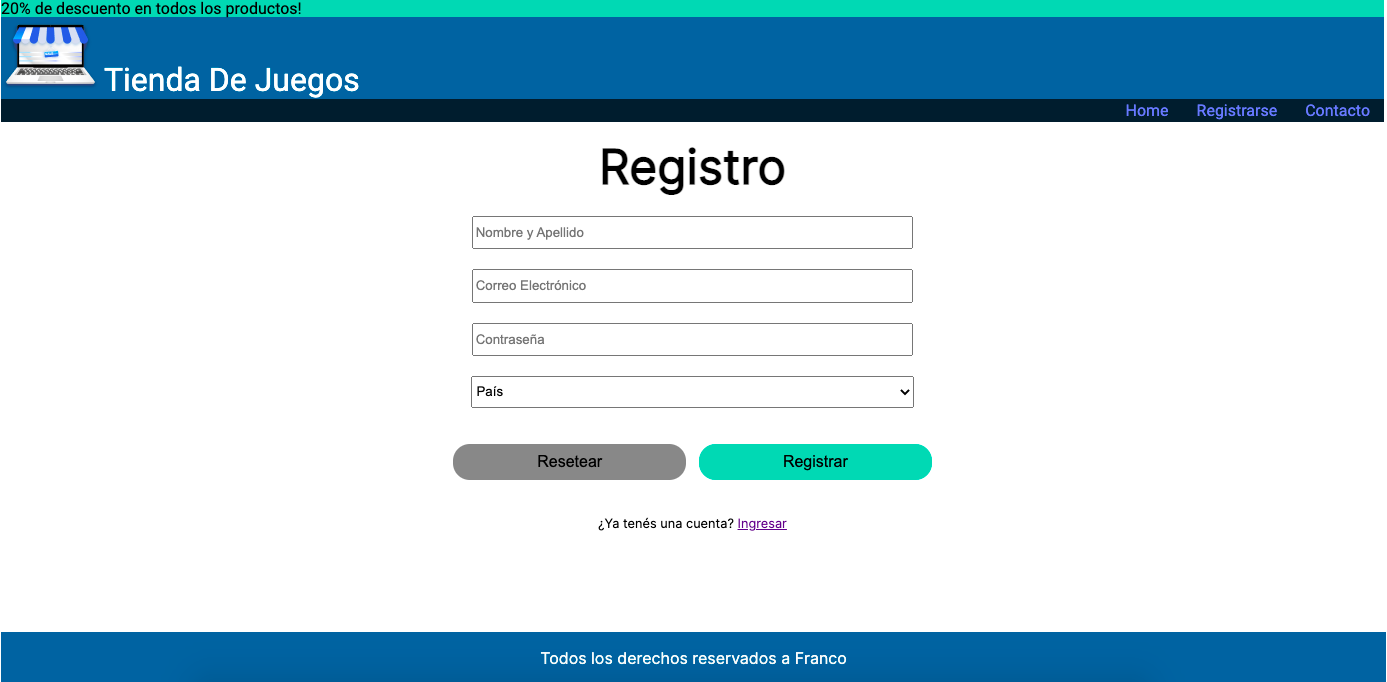 20% de descuento en todos los productos!
Tienda De Juegos
Home Registrarse Contacto
Registro
Nombre y Apellido
Correo Electrónico
Contraseña
País
Resetear Registrar
¿Ya tenés una cuenta? Ingresar
Todos los derechos reservados a Franco